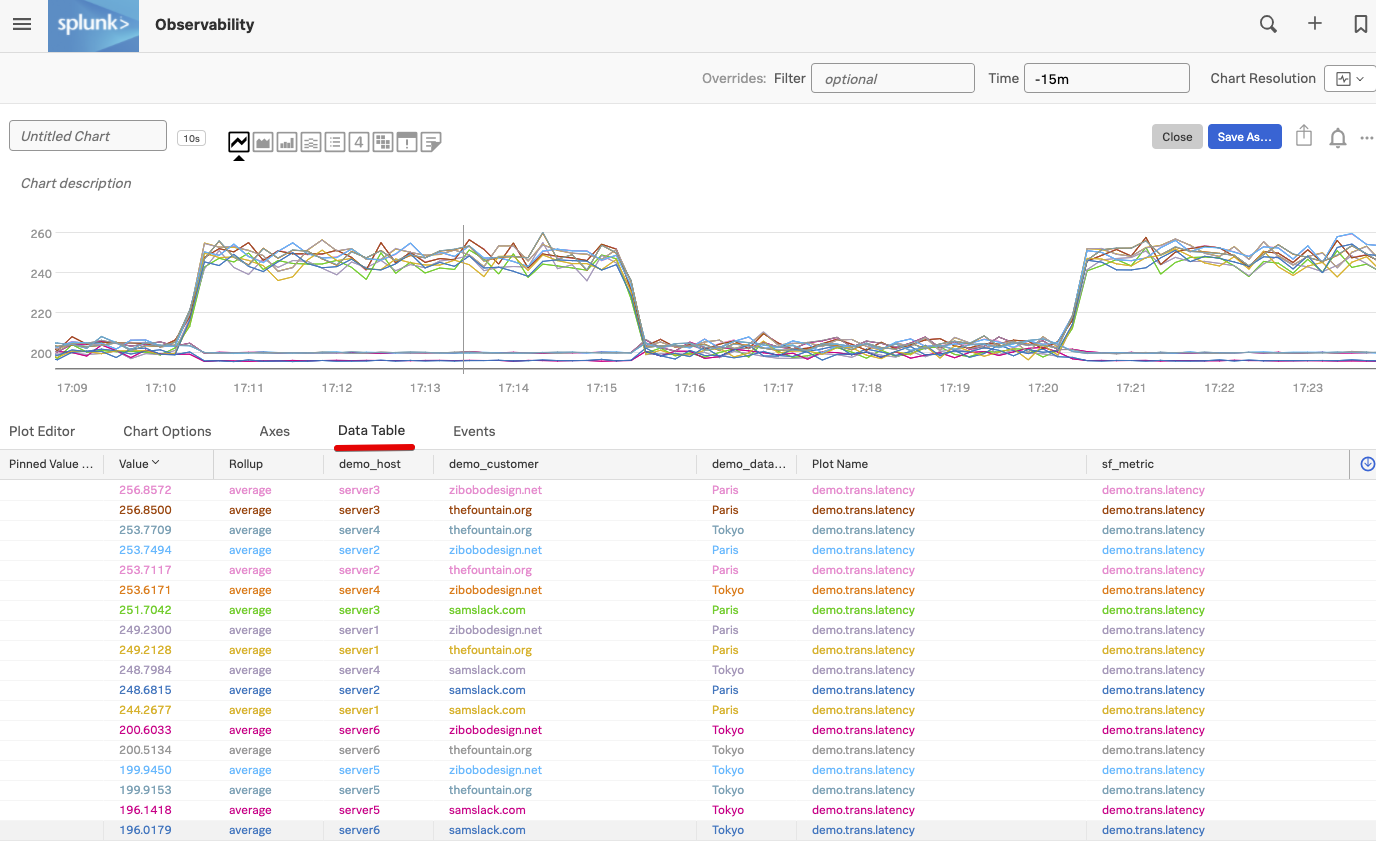 splunk> Observability
Overrides: Filter optional Time -15m Chart Resolution
Untitled Chart 10s 4 Close Save As...
Chart description
260
240
220
200
17:09 17:10 17:11 17:12 17:13 17:14 17:15 17:16 17:17 17:18 17:19 17:20 17:21 17:22 17:23
Plot Editor Chart Options Axes Data Table Events
Pinned Value ... Value Rollup demo_host demo_customer demo_data... Plot Name sf_metric
256.8572 average server3 zibobodesign.net Paris demo.trans.latency demo.trans.latency
256.8500 average server3 thefountain.org Paris demo.trans.latency demo.trans.latency
253.7709 average server4 thefountain.org Tokyo demo.trans.latency demo.trans.latency
253.7494 average server2 zibobodesign.net Paris demo.trans.latency demo.trans.latency
253.7117 average server2 thefountain.org Paris demo.trans.latency demo.trans.latency
253.6171 average server4 zibobodesign.net Tokyo demo.trans.latency demo.trans.latency
251.7042 average server3 samslack.com Paris demo.trans.latency demo.trans.latency
249.2300 average server1 zibobodesign.net Paris demo.trans.latency demo.trans.latency
249.2128 average server1 thefountain.org Paris demo.trans.latency demo.trans.latency
248.7984 average server4 samslack.com Tokyo demo.trans.latency demo.trans.latency
248.6815 average server2 samslack.com Paris demo.trans.latency demo.trans.latency
244.2677 average server1 samslack.com Paris demo.trans.latency demo.trans.latency
200.6033 average server6 zibobodesign.net Tokyo demo.trans.latency demo.trans.latency
200.5134 average server6 thefountain.org Tokyo demo.trans.latency demo.trans.latency
199.9450 average server5 zibobodesign.net Tokyo demo.trans.latency demo.trans.latency
199.9153 average server5 thefountain.org Tokyo demo.trans.latency demo.trans.latency
196.1418 average server5 samslack.com Tokyo demo.trans.latency demo.trans.latency
196.0179 average server6 samslack.com Tokyo demo.trans.latency demo.trans.latency